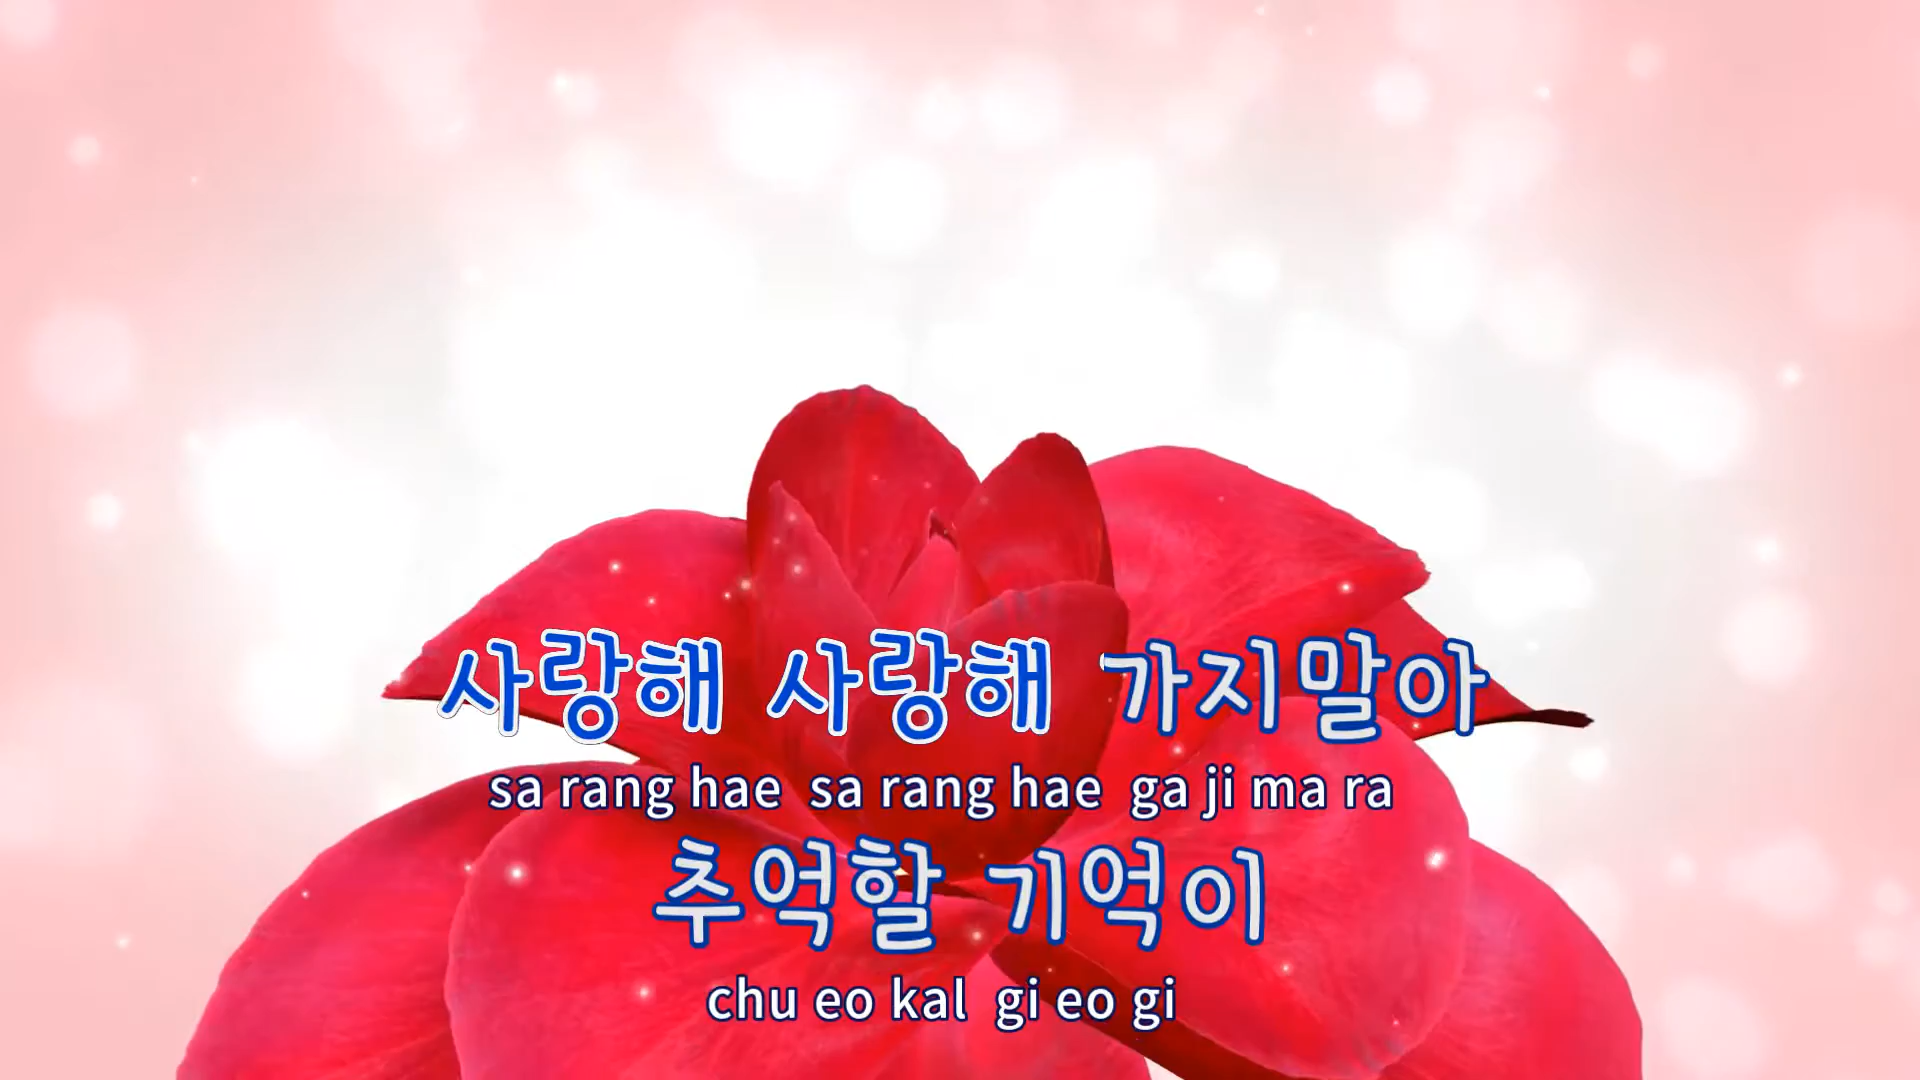 사랑해 사랑해 가지말아
sa rang hae sa rang hae ga ji ma ra
추억할 기억이
chu eo kal gi eo gi